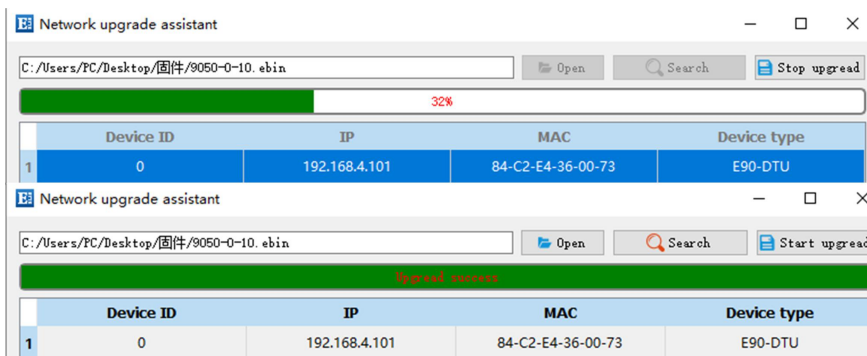 Network upgrade assistant
C:/Users/PC/Desktop/固件/9050-0-10.ebin Open Search Stop upgread
32%
Device ID IP MAC Device type
1 0 192.168.4.101 84-C2-E4-36-00-73 E90-DTU
Network upgrade assistant
C:/Users/PC/Desktop/固件/9050-0-10.ebin Open Search Start upgread
Upgread success
Device ID IP MAC Device type
1 0 192.168.4.101 84-C2-E4-36-00-73 E90-DTU